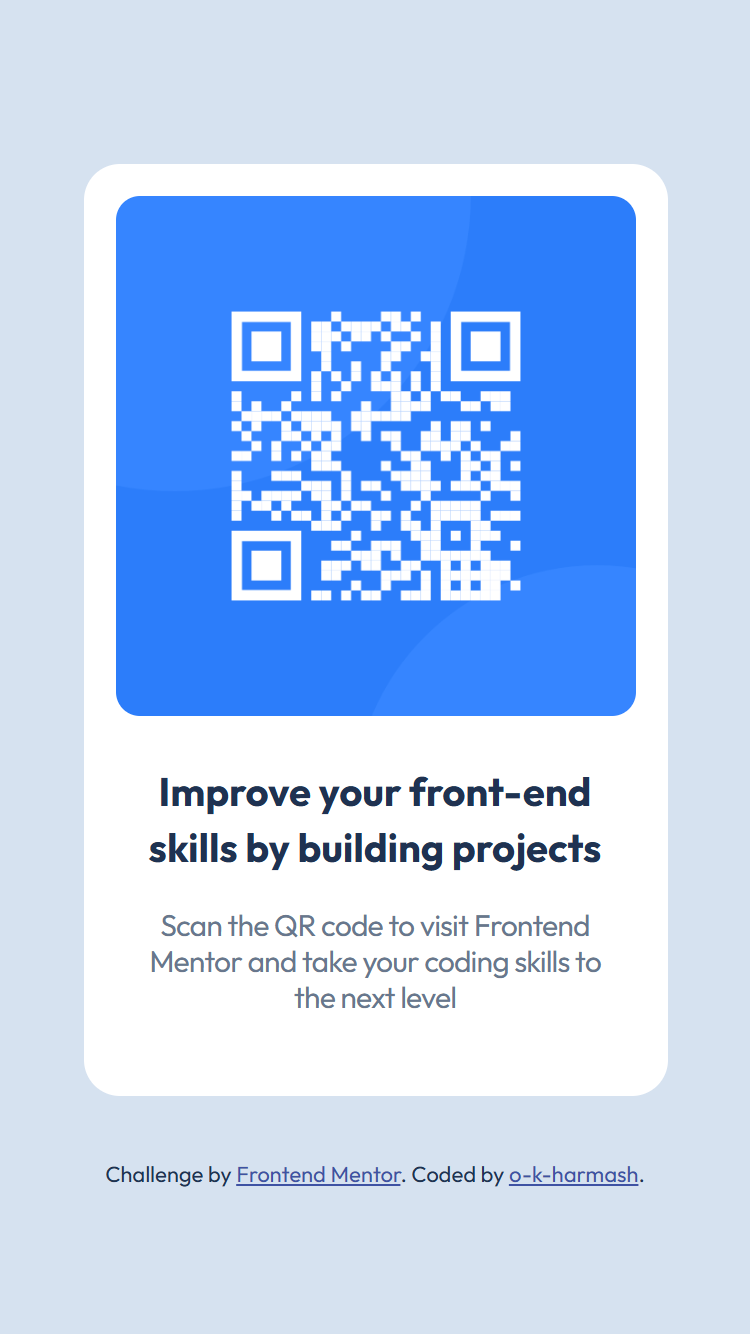 Improve your front-end
skills by building projects
Scan the QR code to visit Frontend
Mentor and take your coding skills to
the next level
Challenge by Frontend Mentor. Coded by o-k-harmash.